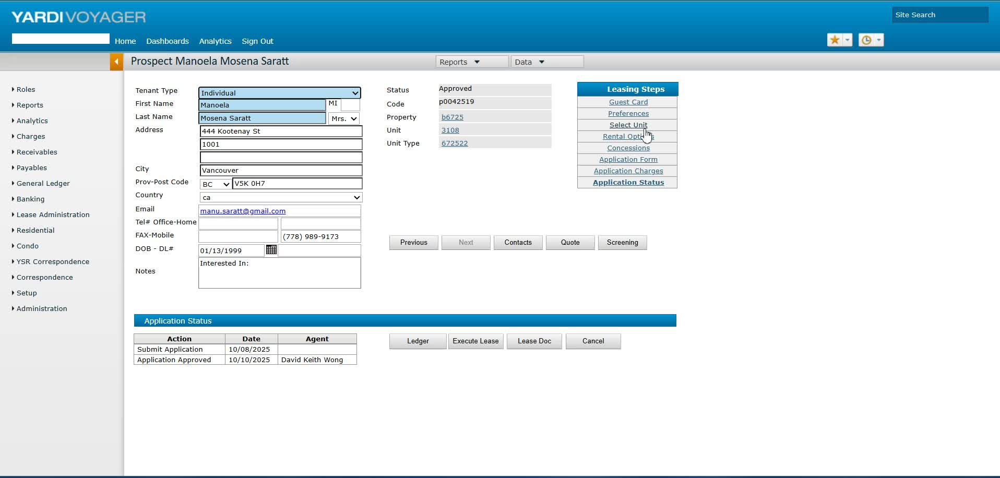 YARDI VOYAGER
Site Search
Home Dashboards Analytics Sign Out
Prospect Manoela Mosena Saratt
Reports Data
Roles
Reports
Analytics
Charges
Receivables
Payables
General Ledger
Banking
Lease Administration
Residential
Condo
YSR Correspondence
Correspondence
Setup
Administration
Tenant Type Individual
First Name Manoela MI
Last Name Mosena Saratt Mrs.
Address 444 Kootenay St
1001
City Vancouver
Prov-Post Code BC V5K 0H7
Country ca
Email manu.saratt@gmail.com
Tel# Office-Home
FAX-Mobile (778) 989-9173
DOB - DL# 01/13/1999
Notes Interested In:
Status Approved
Code p0042519
Property b6725
Unit 3108
Unit Type 672522
Leasing Steps
Guest Card
Preferences
Select Unit
Rental
Concessions
Application Form
Application Charges
Application Status
Previous Next Contacts Quote Screening
Application Status
Action Date Agent
Submit Application 10/08/2025
Application Approved 10/10/2025 David Keith Wong
Ledger Execute Lease Lease Doc Cancel